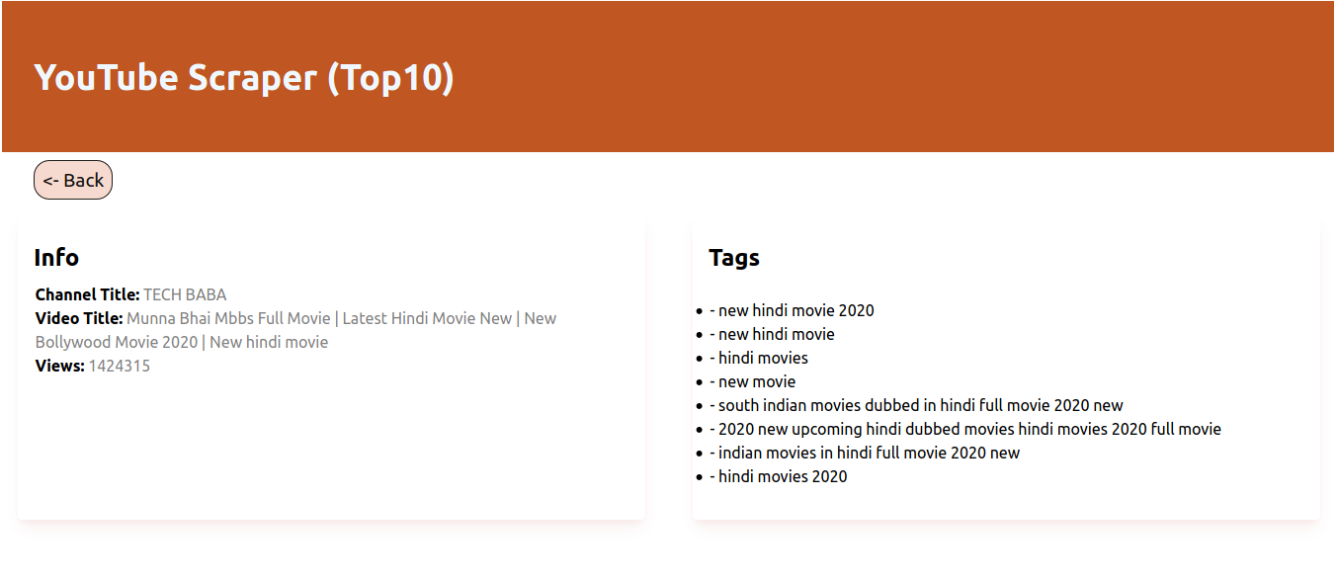 YouTube Scraper (Top10)
<- Back
Info
Channel Title: TECH BABA
Video Title: Munna Bhai Mbbs Full Movie | Latest Hindi Movie New | New
Bollywood Movie 2020 | New hindi movie
Views: 1424315
Tags
• - new hindi movie 2020
• - new hindi movie
• - hindi movies
• - new movie
• - south indian movies dubbed in hindi full movie 2020 new
• - 2020 new upcoming hindi dubbed movies hindi movies 2020 full movie
• - indian movies in hindi full movie 2020 new
• - hindi movies 2020